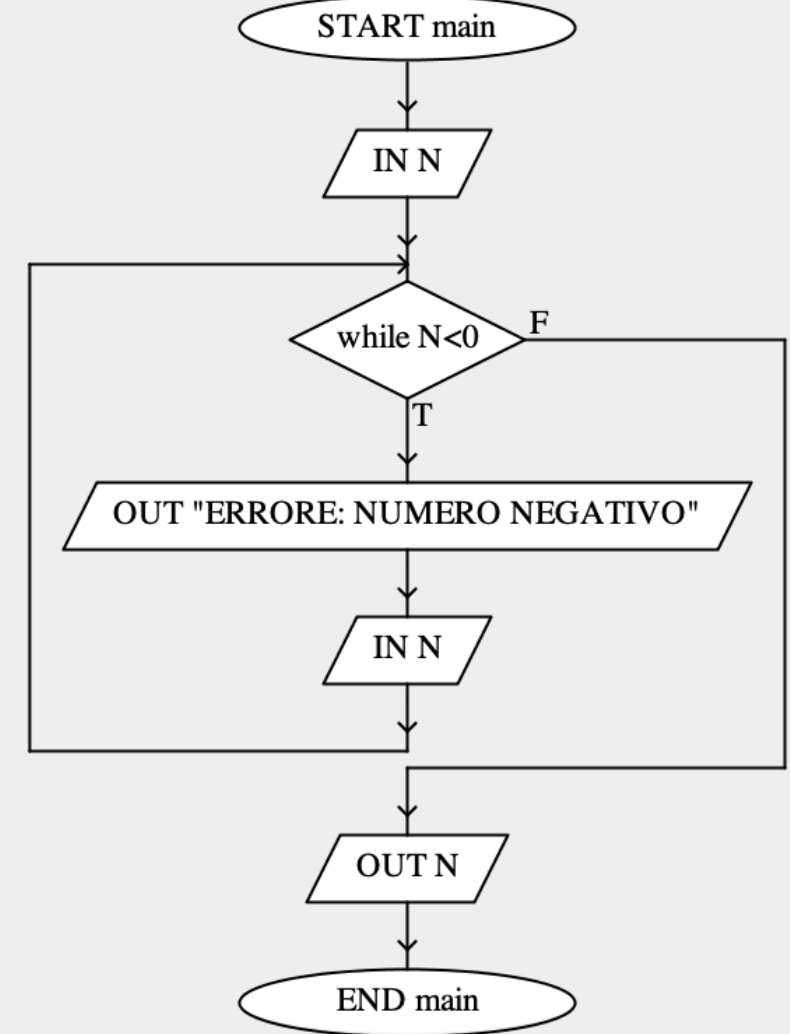 START main
IN N
while N<0
F
T
OUT "ERRORE: NUMERO NEGATIVO"
IN N
OUT N
END main